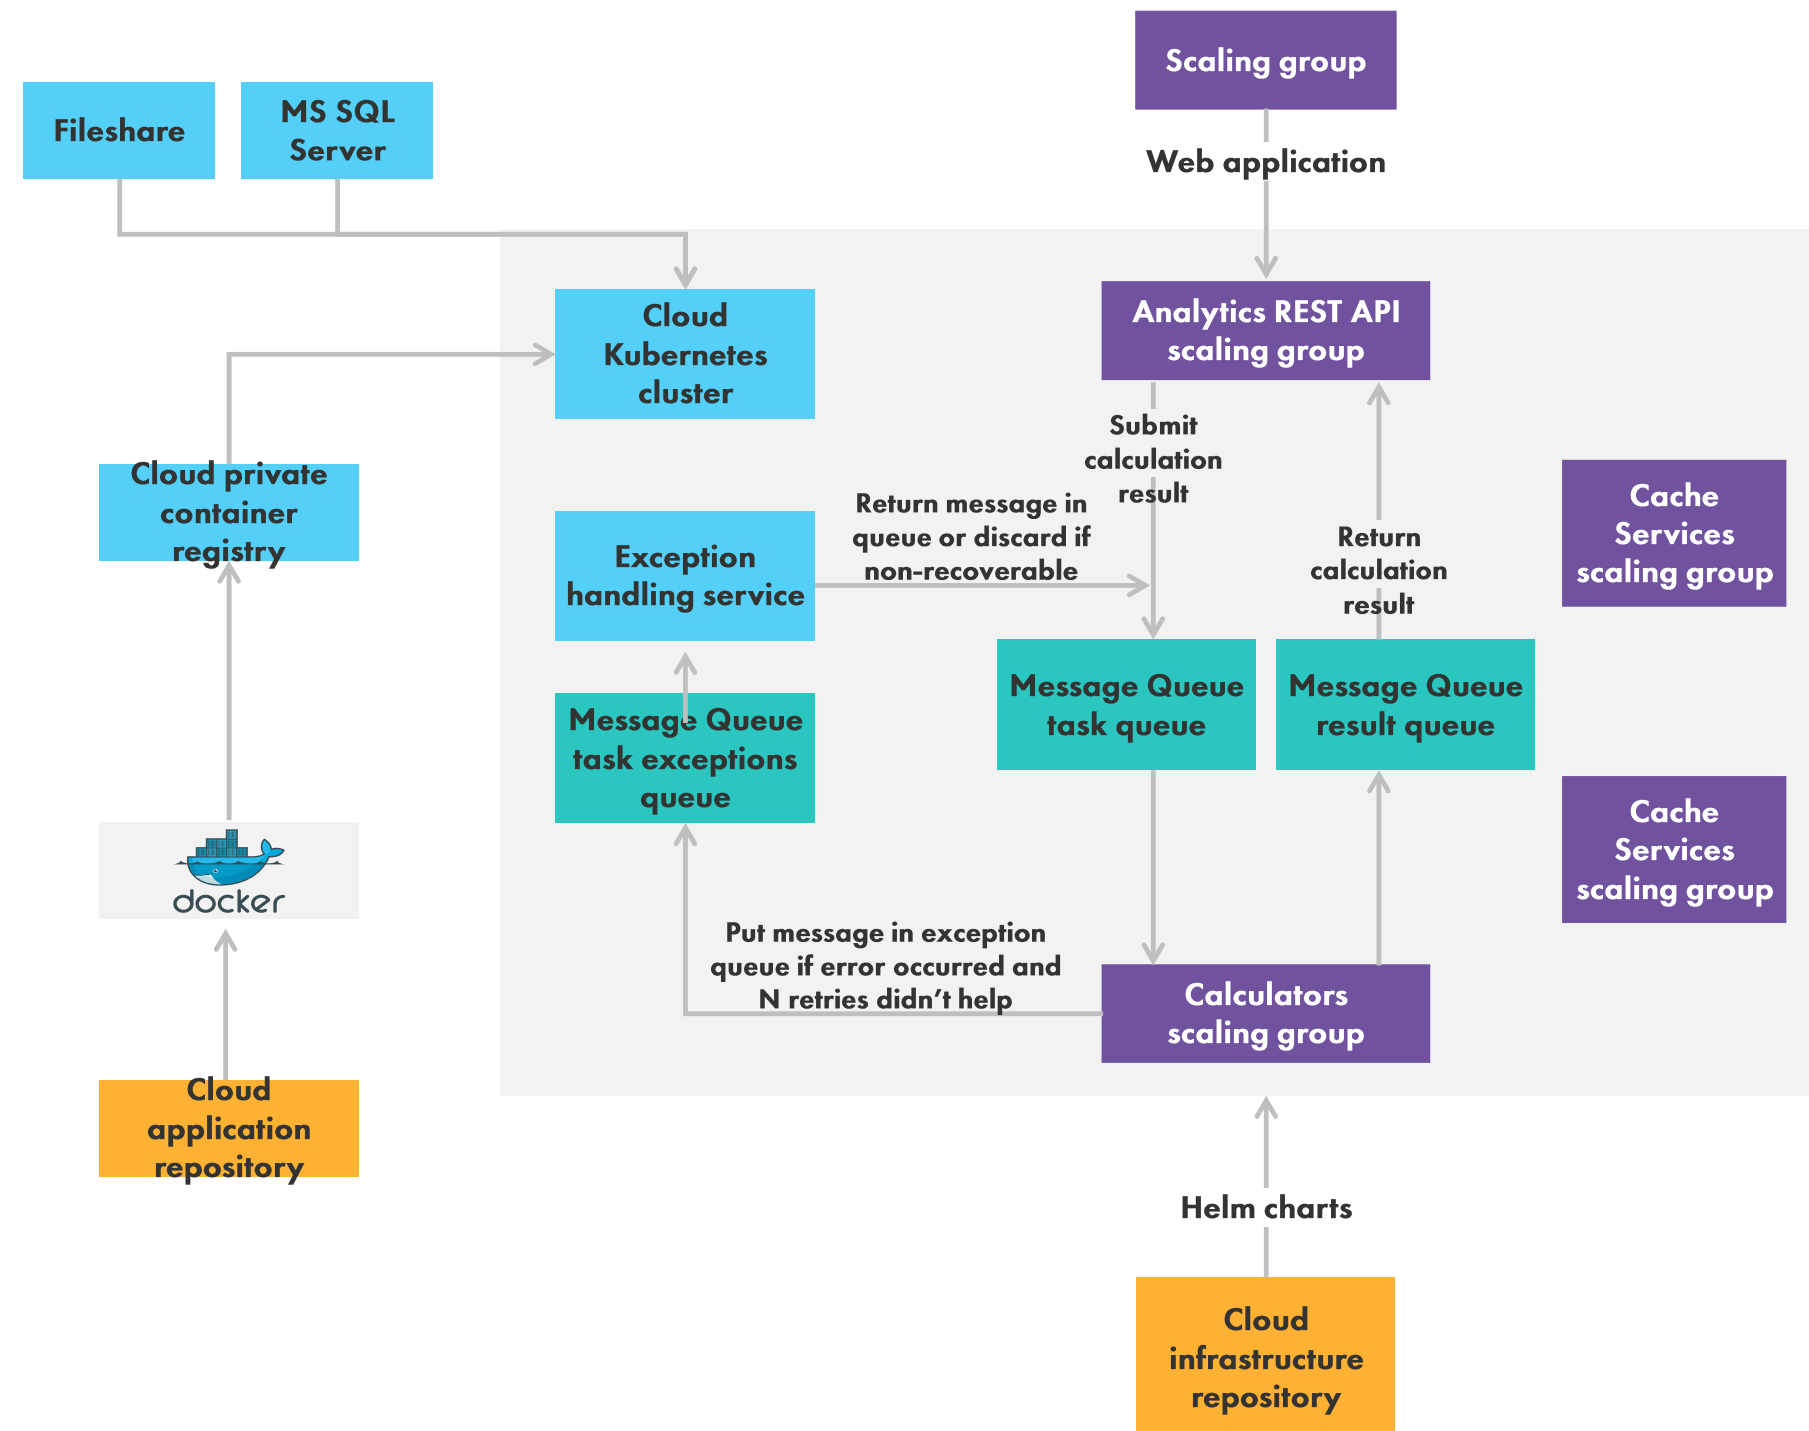 Scaling group
Fileshare
MS SQL
Server
Web application
Cloud
Kubernetes
cluster
Analytics REST API
scaling group
Submit
calculation
result
Cloud private
container
registry
Return message in
queue or discard if
non-recoverable
Exception
handling service
Return
calculation
result
Cache
Services
scaling group
Message Queue
task exceptions
queue
Message Queue
task queue
Message Queue
result queue
Cache
Services
scaling group
docker
Put message in exception
queue if error occurred and
N retries didn’t help
Calculators
scaling group
Cloud
application
repository
Helm charts
Cloud
infrastructure
repository